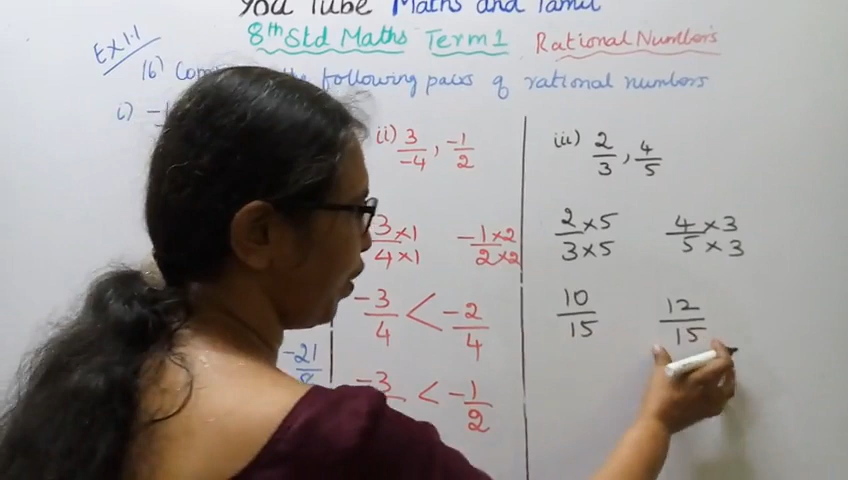 You Tube Maths and Tamil
8th Std Maths Term 1 Rational Numbers
Ex 1.1
16) the following pairs of rational numbers
i)
ii) 3/-4 , -1/2
3×1/4×1 -1×2/2×2
-3/4 < -2/4
-21
-3 < -1/2
iii) 2/3 , 4/5
2×5/3×5 4×3/5×3
10/15 12/15